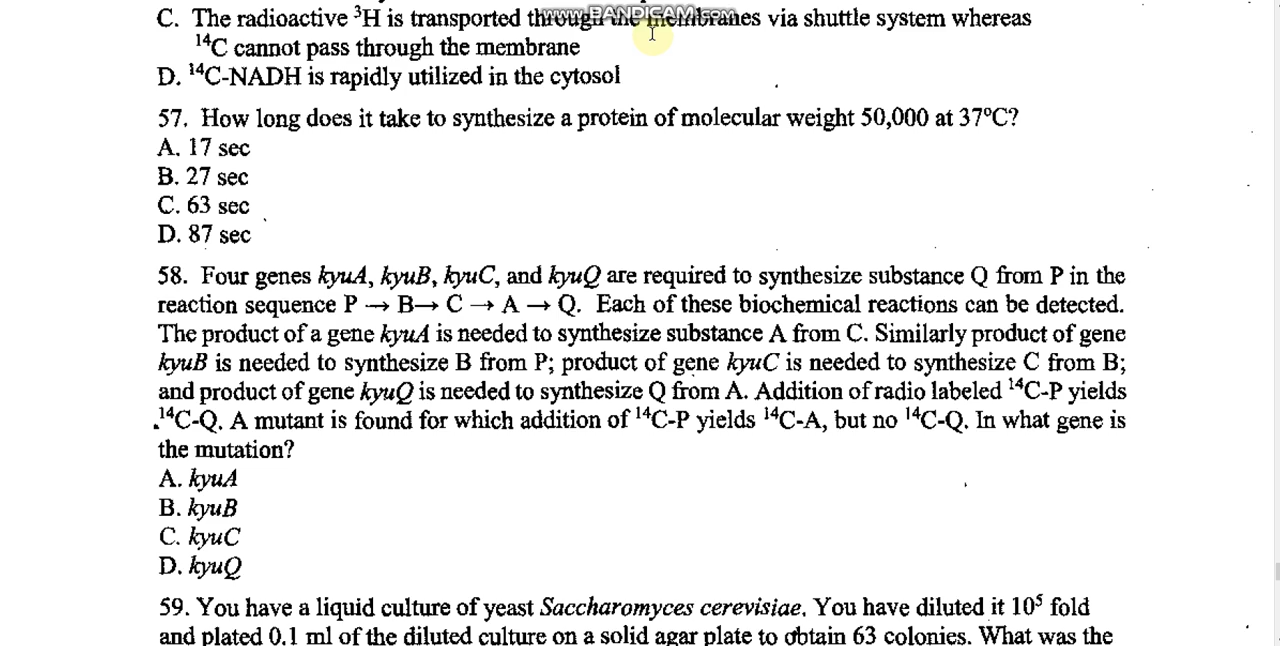 C. The radioactive ³H is transported through the membranes via shuttle system whereas
www.BANDICAM.com
¹⁴C cannot pass through the membrane
D. ¹⁴C-NADH is rapidly utilized in the cytosol
57. How long does it take to synthesize a protein of molecular weight 50,000 at 37ºC?
A. 17 sec
B. 27 sec
C. 63 sec
D. 87 sec
58. Four genes kyuA, kyuB, kyuC, and kyuQ are required to synthesize substance Q from P in the
reaction sequence P → B→ C → A → Q. Each of these biochemical reactions can be detected.
The product of a gene kyuA is needed to synthesize substance A from C. Similarly product of gene
kyuB is needed to synthesize B from P; product of gene kyuC is needed to synthesize C from B;
and product of gene kyuQ is needed to synthesize Q from A. Addition of radio labeled ¹⁴C-P yields
¹⁴C-Q. A mutant is found for which addition of ¹⁴C-P yields ¹⁴C-A, but no ¹⁴C-Q. In what gene is
the mutation?
A. kyuA
B. kyuB
C. kyuC
D. kyuQ
59. You have a liquid culture of yeast Saccharomyces cerevisiae. You have diluted it 10⁵ fold
and plated 0.1 ml of the diluted culture on a solid agar plate to obtain 63 colonies. What was the